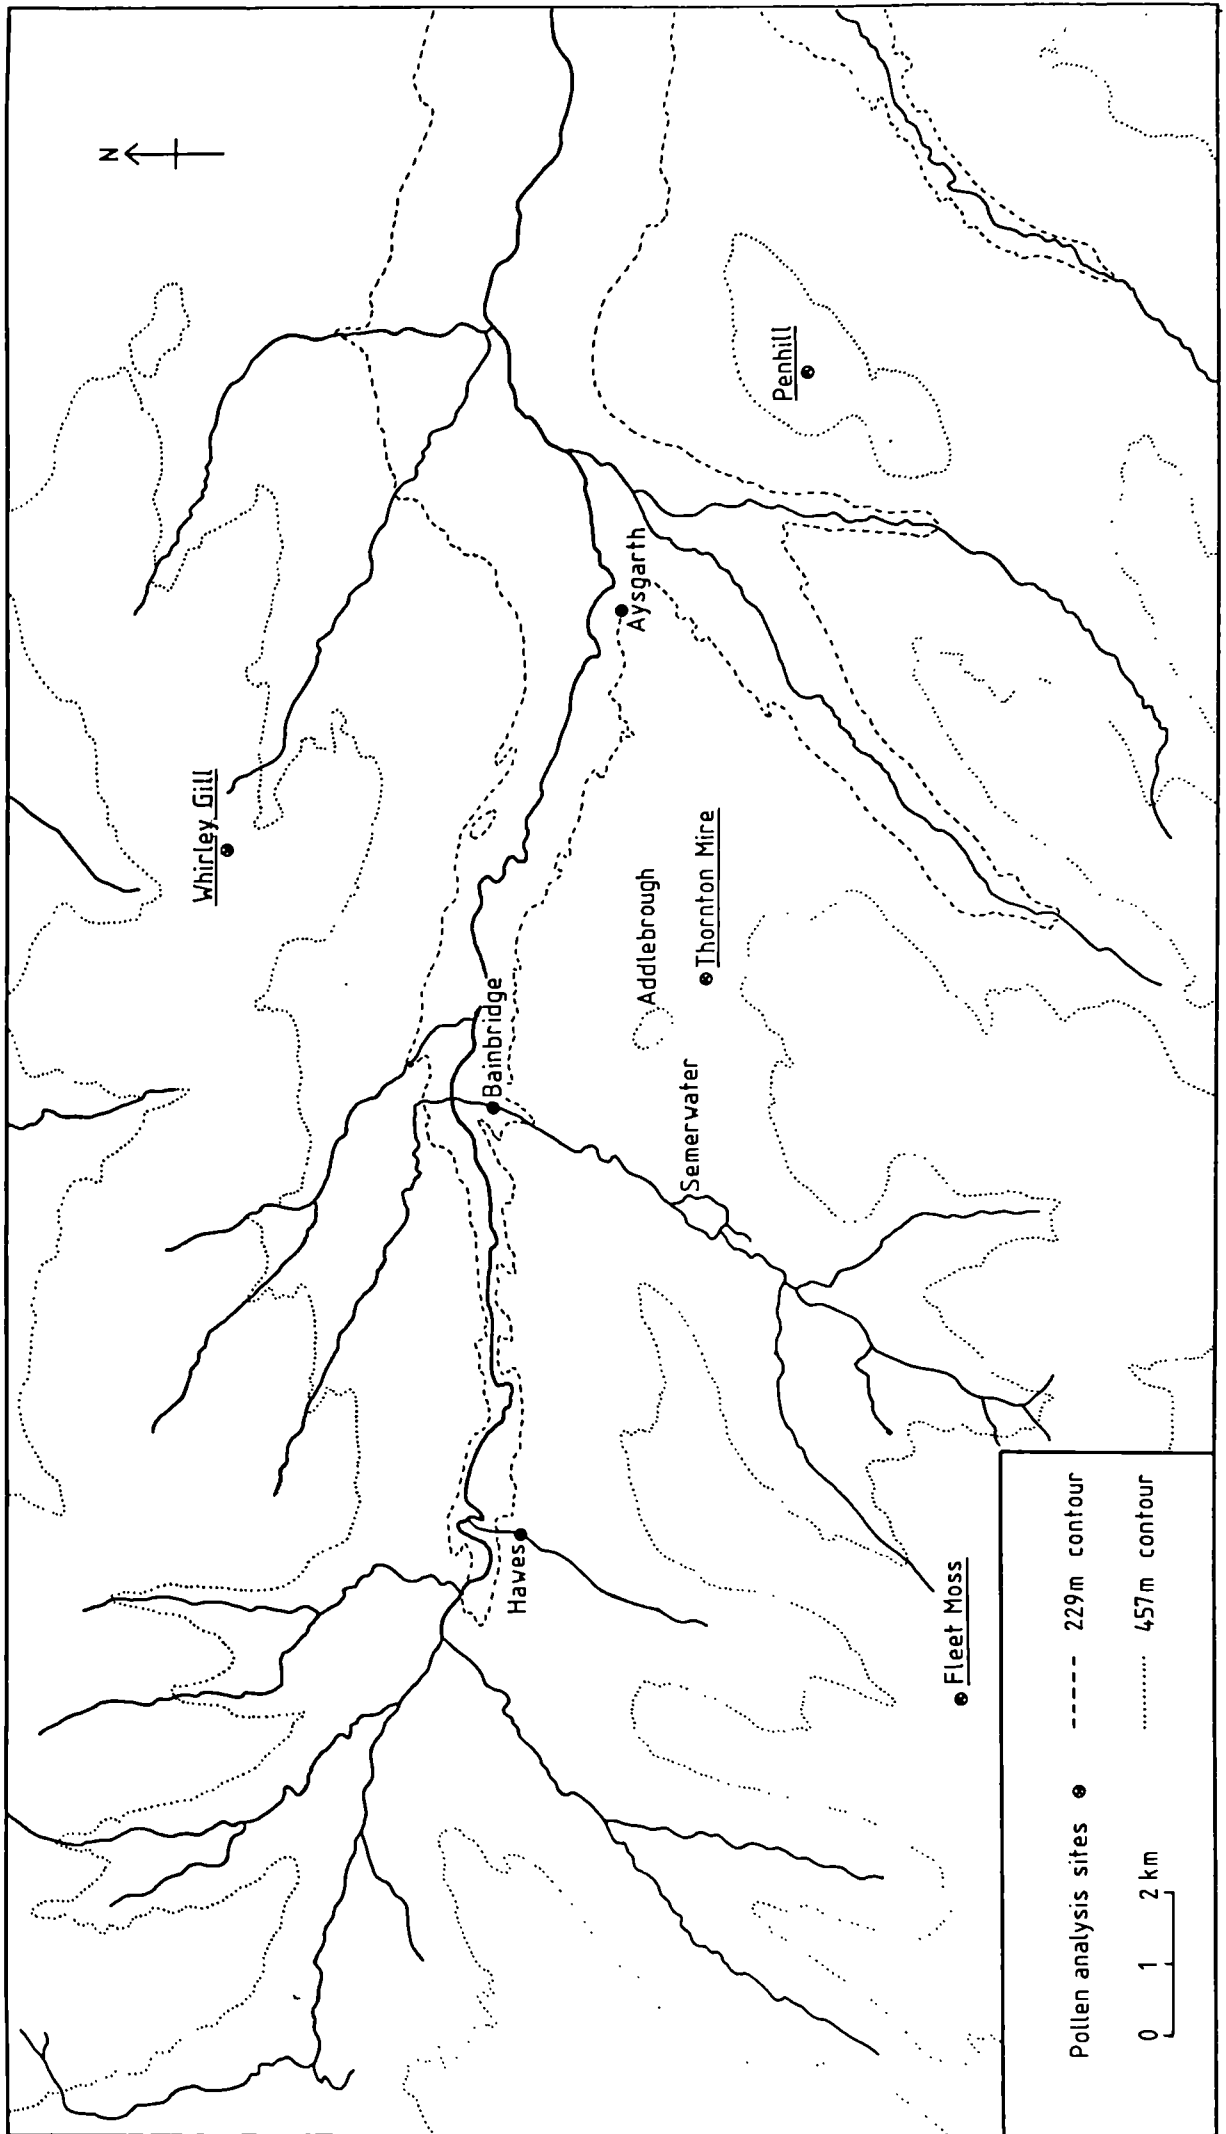 N
Whirley Gill
Penhill
Aysgarth
Thornton Mire
Addlebrough
Bainbridge
Semerwater
Hawes
Fleet Moss
Pollen analysis sites
229m contour
457m contour
0 1 2 km